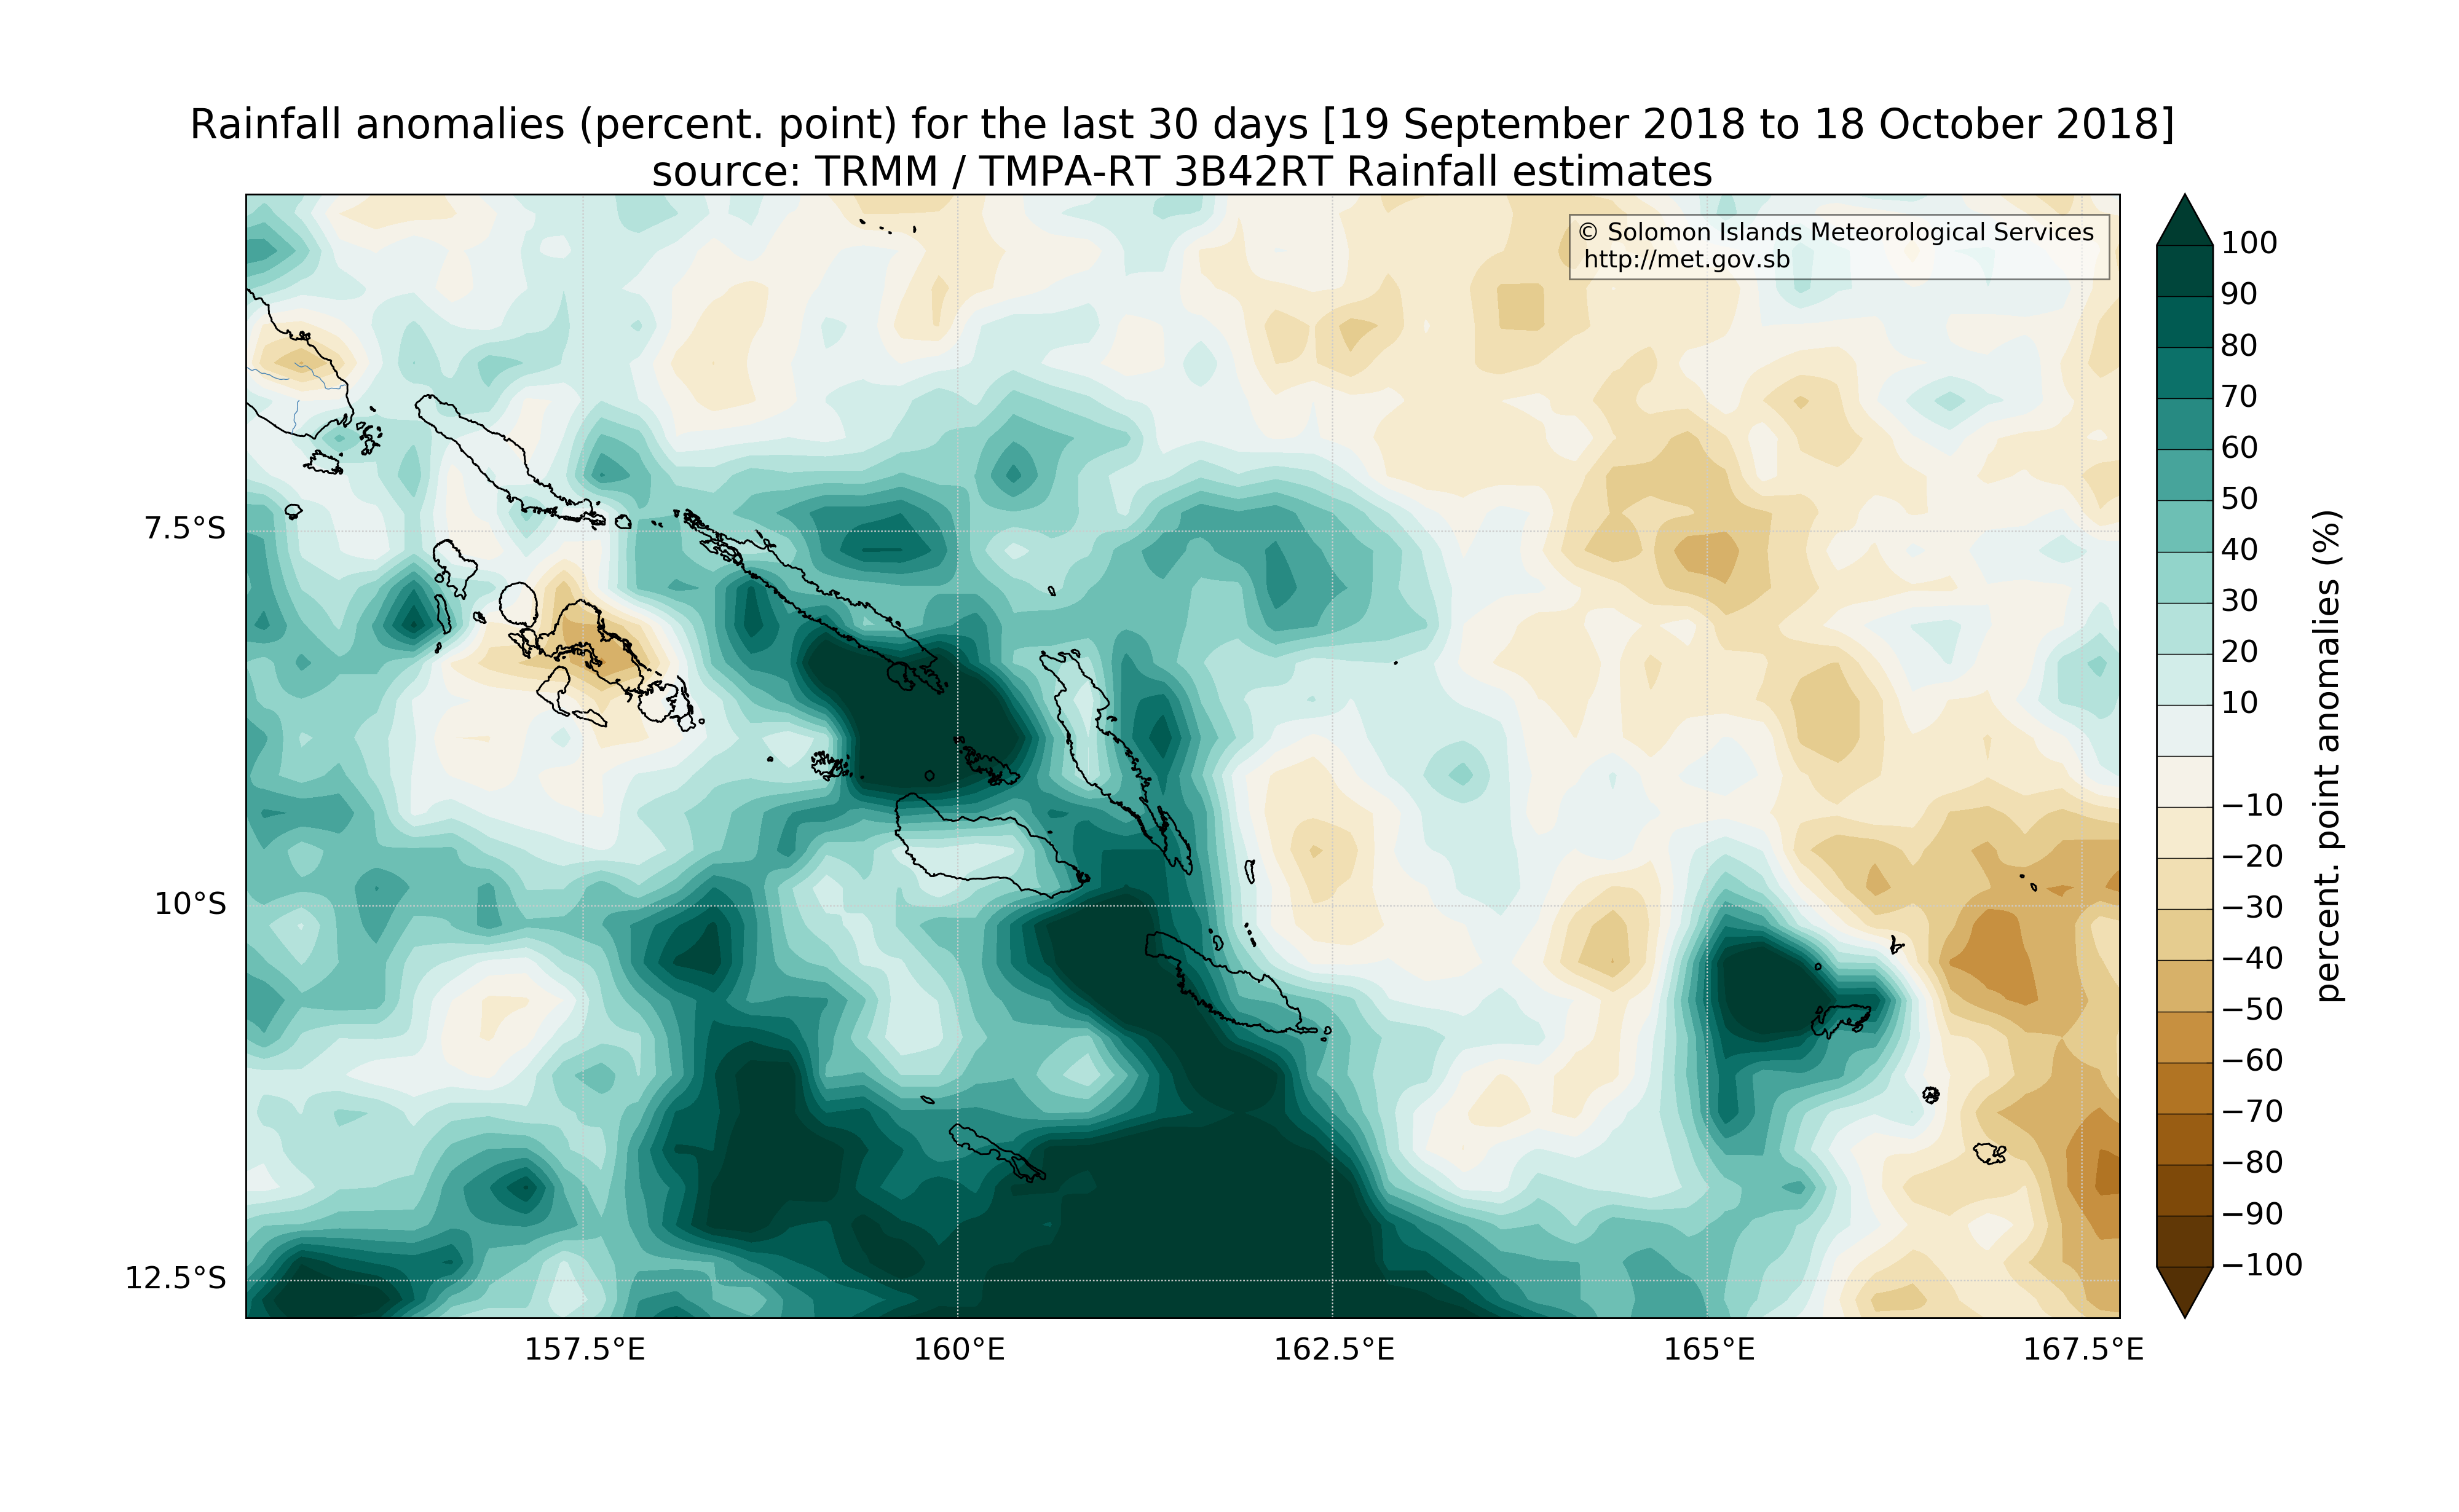 Rainfall anomalies (percent. point) for the last 30 days [19 September 2018 to 18 October 2018]
source: TRMM / TMPA-RT 3B42RT Rainfall estimates
© Solomon Islands Meteorological Services
http://met.gov.sb
7.5°S
10°S
12.5°S
157.5°E
160°E
162.5°E
165°E
167.5°E
100
90
80
70
60
50
40
30
20
10
−10
−20
−30
−40
−50
−60
−70
−80
−90
−100
percent. point anomalies (%)